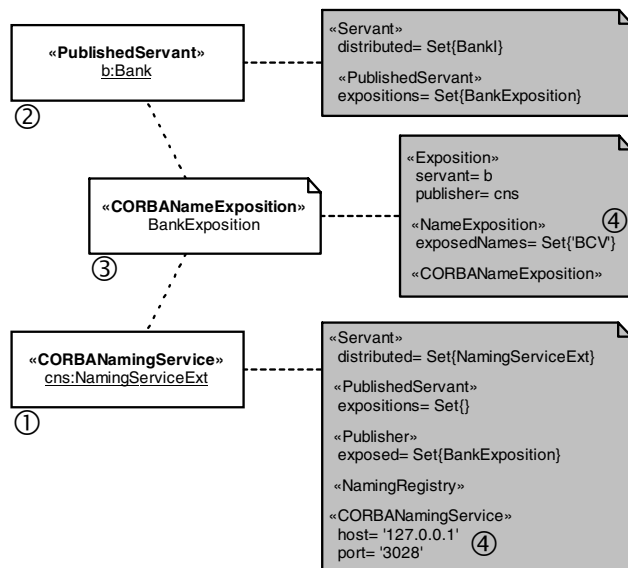 «PublishedServant»
b:Bank
②
«Servant»
distributed= Set{BankI}
«PublishedServant»
expositions= Set{BankExposition}
«CORBANameExposition»
BankExposition
③
«Exposition»
servant= b
publisher= cns
«NameExposition» ④
exposedNames= Set{'BCV'}
«CORBANameExposition»
«CORBANamingService»
cns:NamingServiceExt
①
«Servant»
distributed= Set{NamingServiceExt}
«PublishedServant»
expositions= Set{}
«Publisher»
exposed= Set{BankExposition}
«NamingRegistry»
«CORBANamingService»
host= '127.0.0.1' ④
port= '3028'